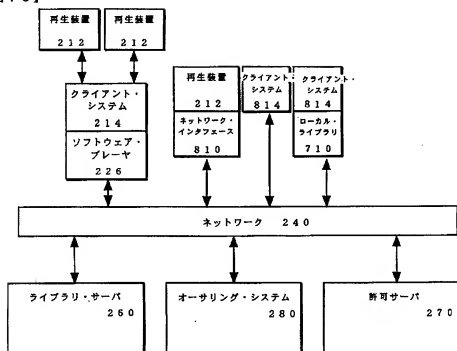 再生装置
212
再生装置
212
クライアント・
システム
214
ソフトウェア・
プレーヤ
226
再生装置
212
ネットワーク・
インタフェース
810
クライアント・
システム
814
クライアント・
システム
814
ローカル・
ライブラリ
710
ネットワーク 240
ライブラリ・サーバ
260
オーサリング・システム
280
許可サーバ
270